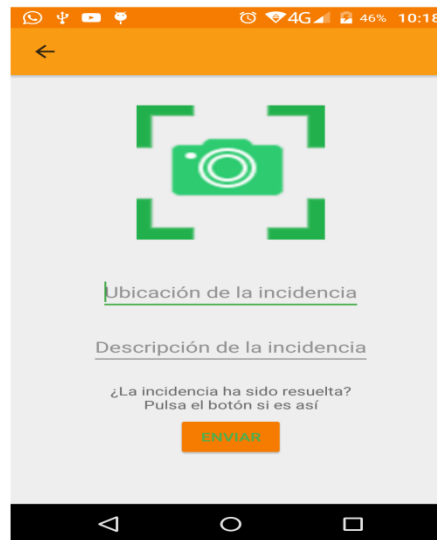 4G 46% 10:18
Ubicación de la incidencia
Descripción de la incidencia
¿La incidencia ha sido resuelta?
Pulsa el botón si es así
ENVIAR